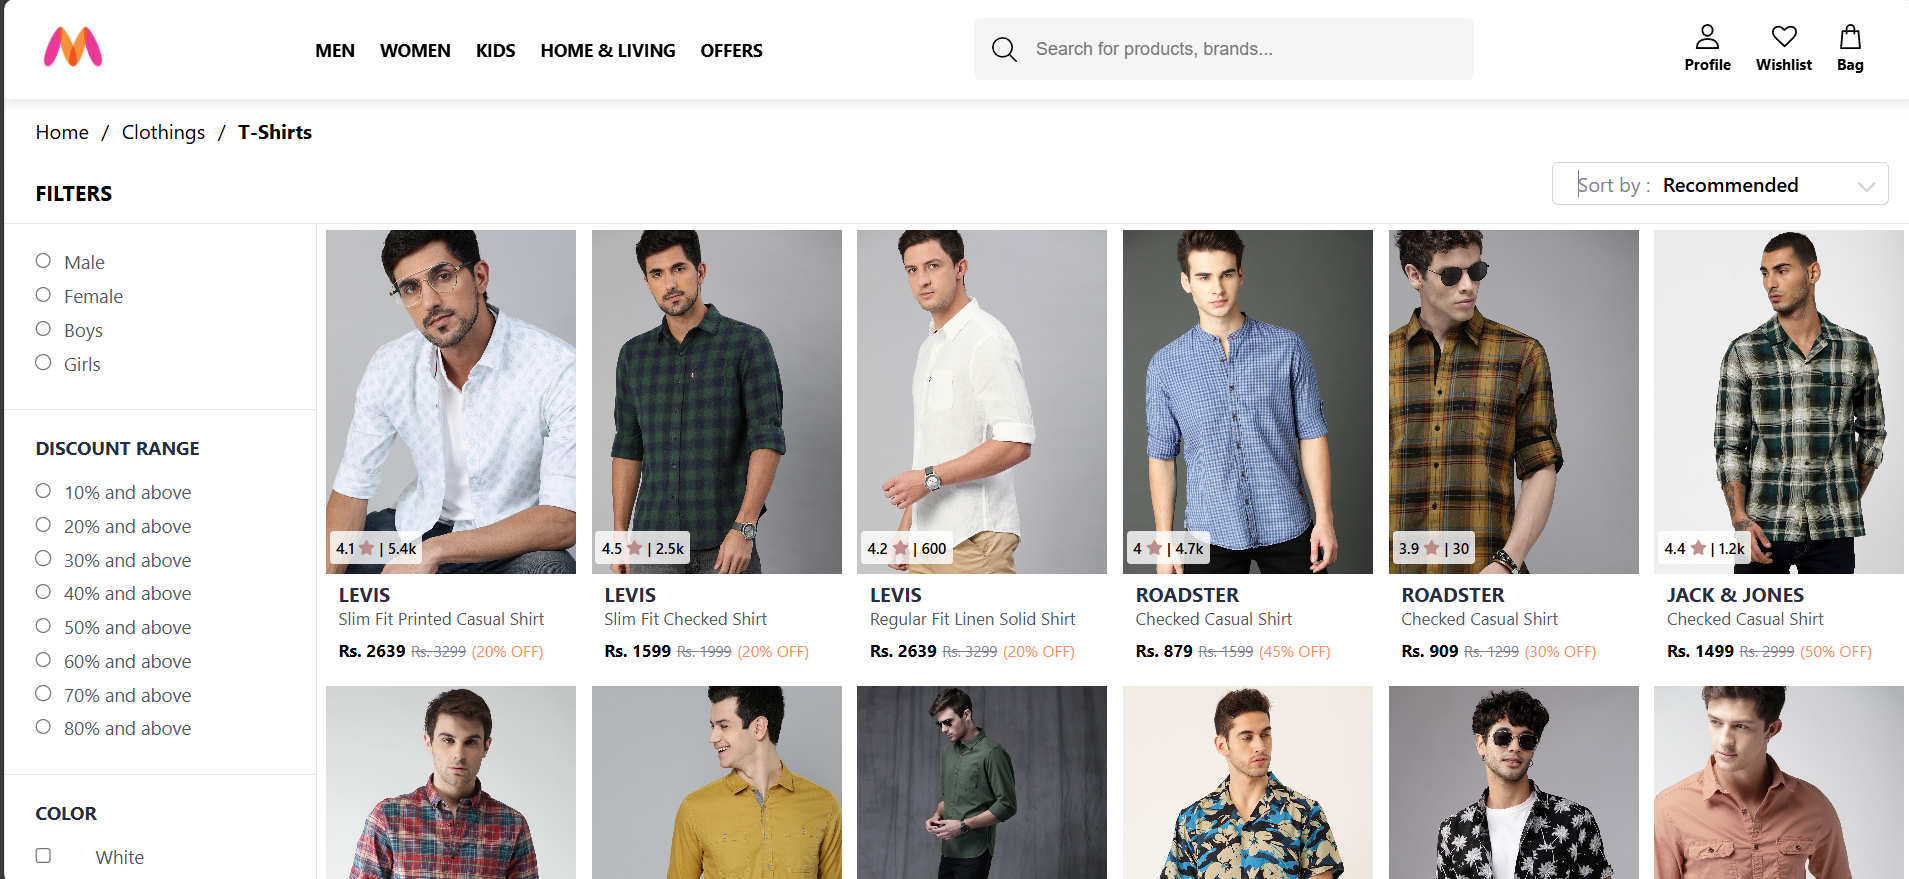 MEN WOMEN KIDS HOME & LIVING OFFERS
Search for products, brands...
Profile Wishlist Bag
Home / Clothings / T-Shirts
FILTERS
Sort by : Recommended
Male
Female
Boys
Girls
DISCOUNT RANGE
10% and above
20% and above
30% and above
40% and above
50% and above
60% and above
70% and above
80% and above
COLOR
White
4.1 | 5.4k
LEVIS
Slim Fit Printed Casual Shirt
Rs. 2639 Rs. 3299 (20% OFF)
4.5 | 2.5k
LEVIS
Slim Fit Checked Shirt
Rs. 1599 Rs. 1999 (20% OFF)
4.2 | 600
LEVIS
Regular Fit Linen Solid Shirt
Rs. 2639 Rs. 3299 (20% OFF)
4 | 4.7k
ROADSTER
Checked Casual Shirt
Rs. 879 Rs. 1599 (45% OFF)
3.9 | 30
ROADSTER
Checked Casual Shirt
Rs. 909 Rs. 1299 (30% OFF)
4.4 | 1.2k
JACK & JONES
Checked Casual Shirt
Rs. 1499 Rs. 2999 (50% OFF)